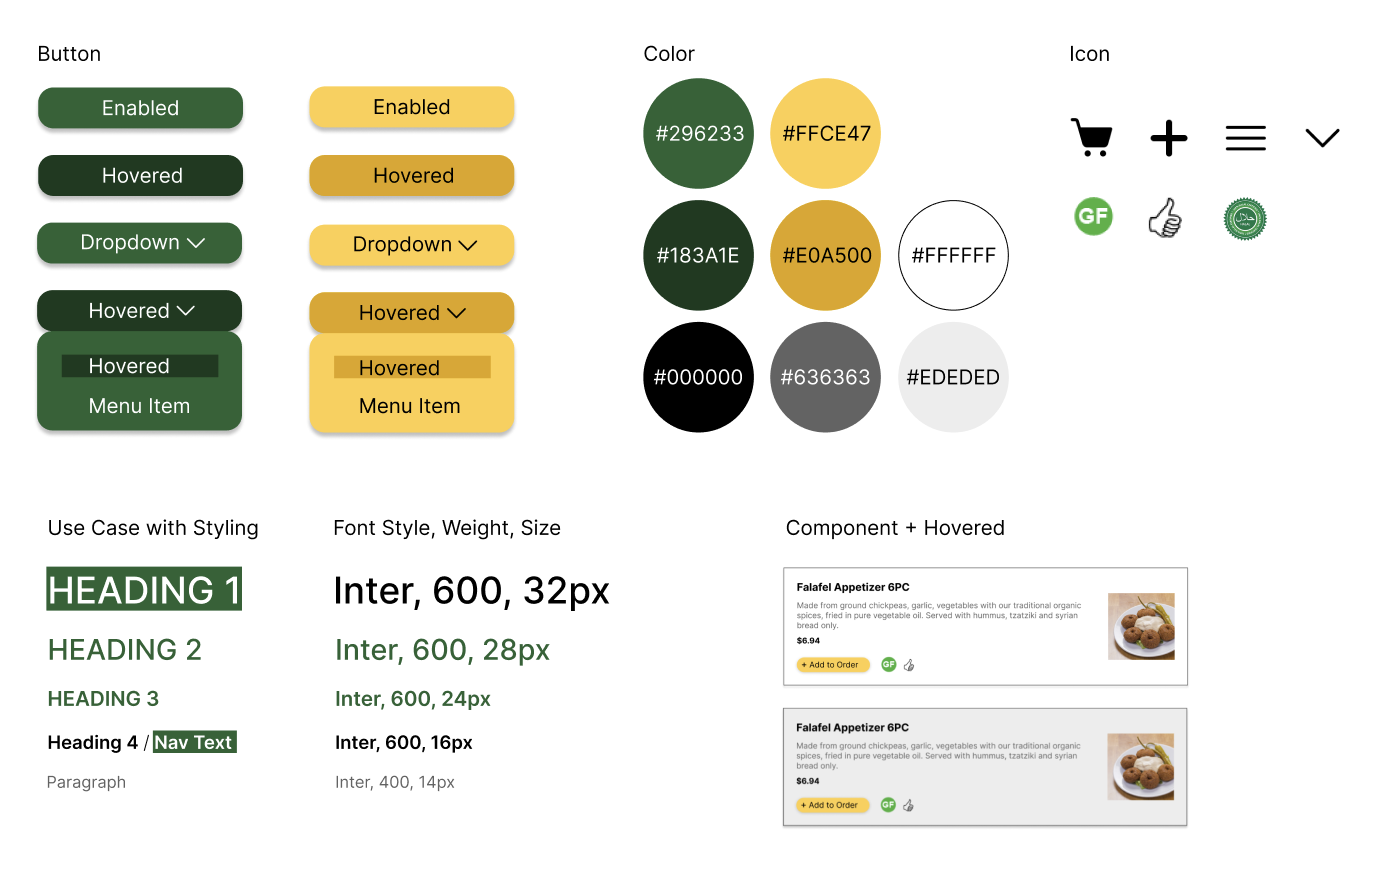 Button
Enabled
Enabled
Hovered
Hovered
Dropdown
Dropdown
Hovered
Hovered
Hovered
Hovered
Menu Item
Menu Item
Color
#296233
#FFCE47
#183A1E
#E0A500
#FFFFFF
#000000
#636363
#EDEDED
Icon
GF
حلال
Use Case with Styling
HEADING 1
HEADING 2
HEADING 3
Heading 4 / Nav Text
Paragraph
Font Style, Weight, Size
Inter, 600, 32px
Inter, 600, 28px
Inter, 600, 24px
Inter, 600, 16px
Inter, 400, 14px
Component + Hovered
Falafel Appetizer 6PC
Made from ground chickpeas, garlic, vegetables with our traditional organic
spices, fried in pure vegetable oil. Served with hummus, tzatziki and syrian
bread only.
$6.94
+ Add to Order
GF
Falafel Appetizer 6PC
Made from ground chickpeas, garlic, vegetables with our traditional organic
spices, fried in pure vegetable oil. Served with hummus, tzatziki and syrian
bread only.
$6.94
+ Add to Order
GF